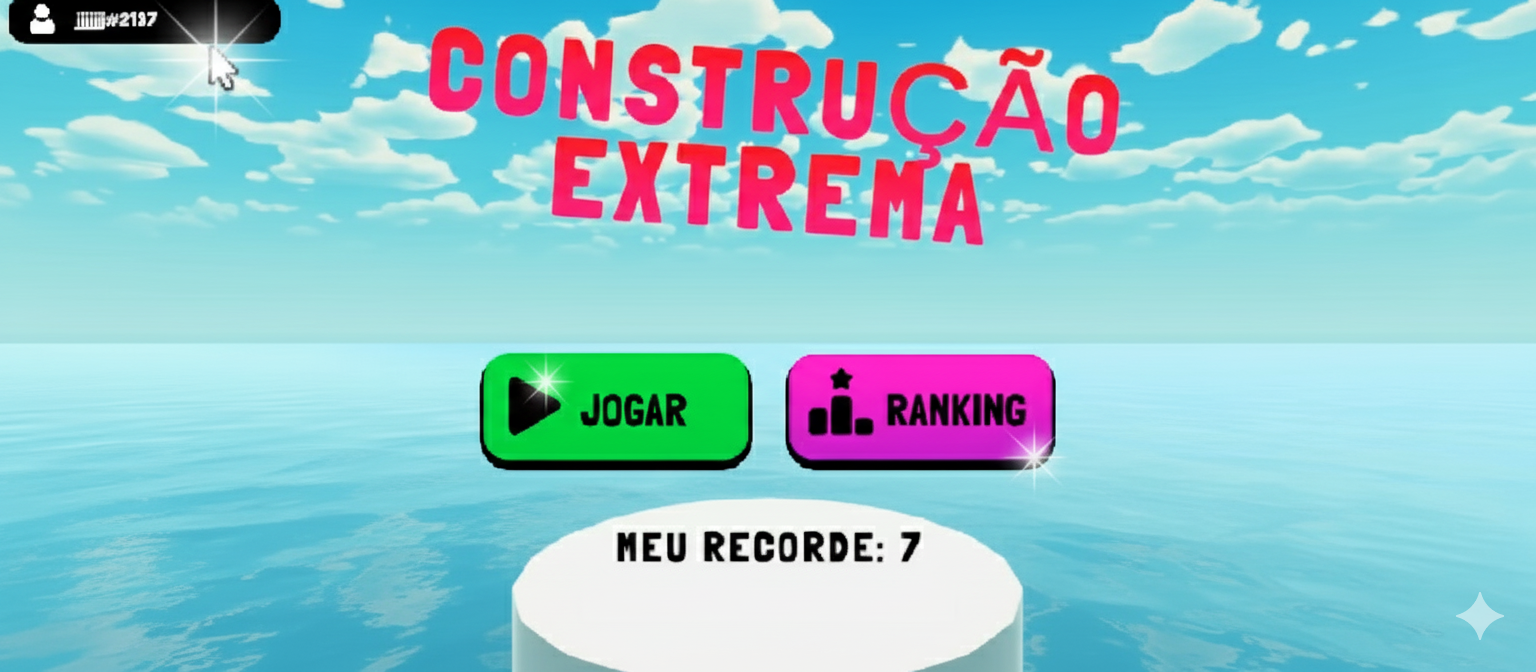 #2137
CONSTRUÇÃO
EXTREMA
JOGAR
RANKING
MEU RECORDE: 7